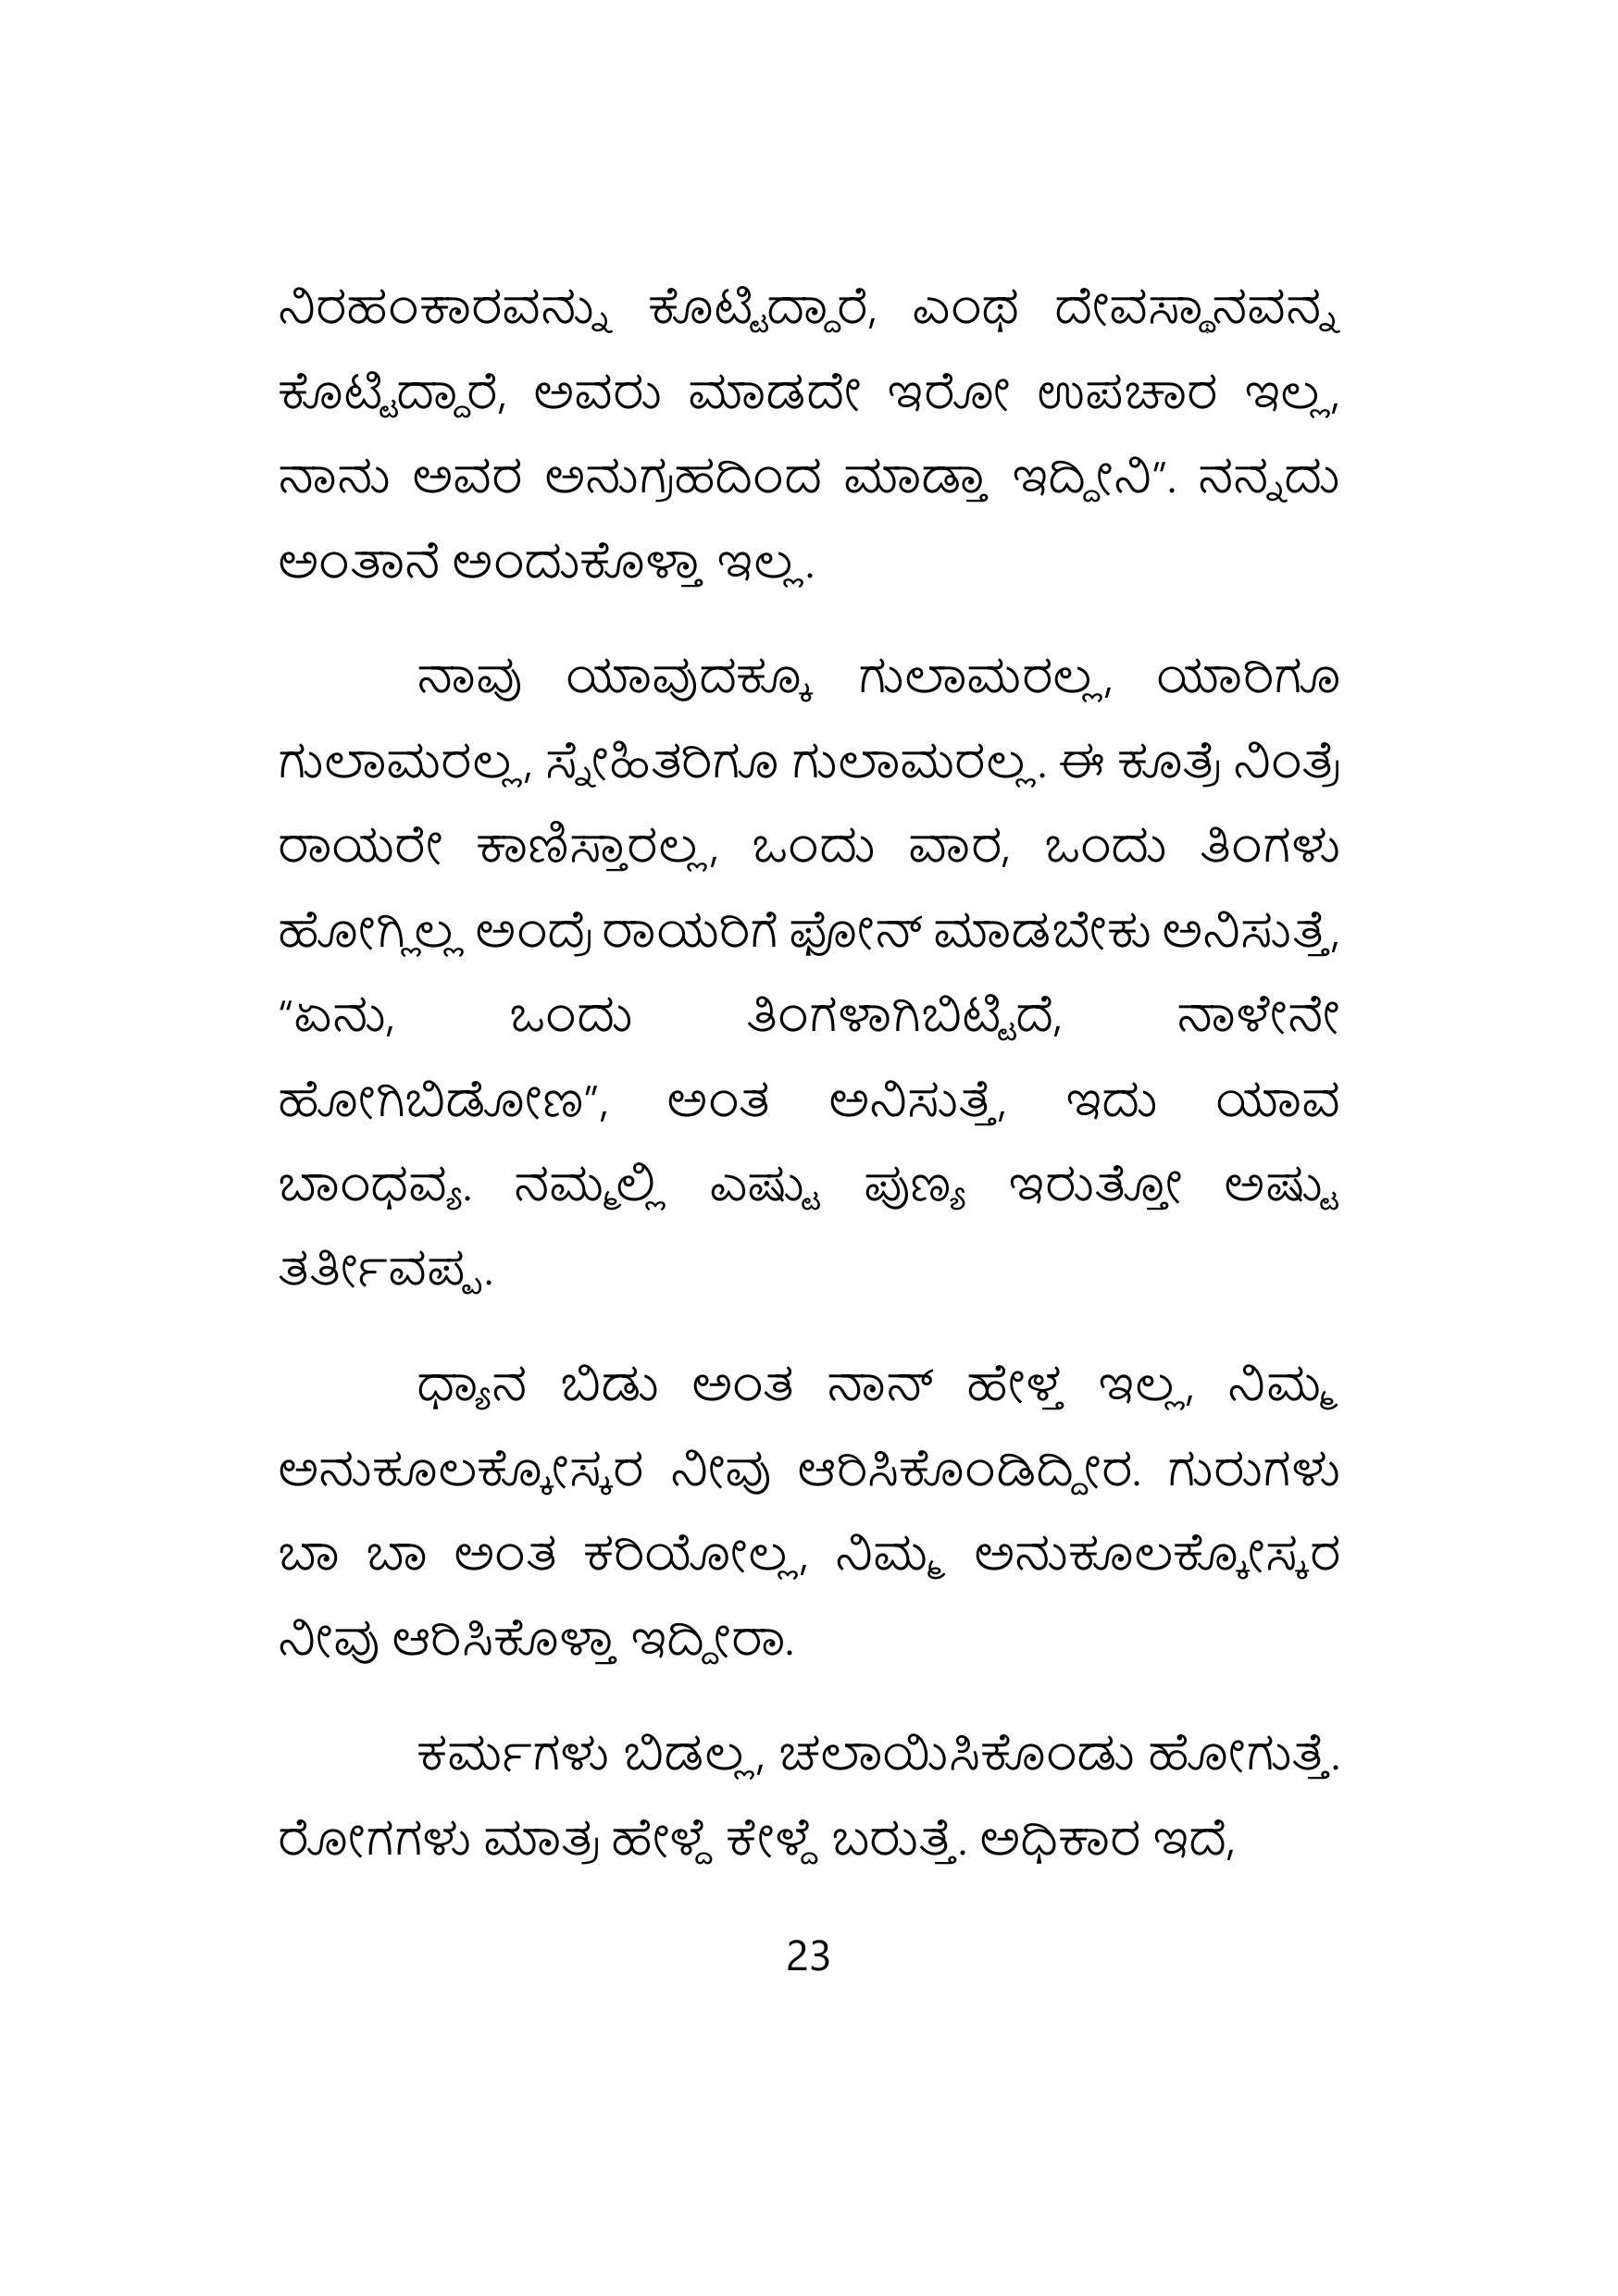 ನಿರಹಂಕಾರವನ್ನು ಕೊಟ್ಟಿದ್ದಾರೆ, ಎಂಥ ದೇವಸ್ಥಾನವನ್ನ
ಕೊಟ್ಟಿದ್ದಾರೆ, ಅವರು ಮಾಡದೇ ಇರೋ ಉಪಚಾರ ಇಲ್ಲ,
ನಾನು ಅವರ ಅನುಗ್ರಹದಿಂದ ಮಾಡ್ತಾ ಇದ್ದೀನಿ”. ನನ್ನದು
ಅಂತಾನೆ ಅಂದುಕೊಳ್ತಾ ಇಲ್ಲ.
ನಾವು ಯಾವುದಕ್ಕೂ ಗುಲಾಮರಲ್ಲ, ಯಾರಿಗೂ
ಗುಲಾಮರಲ್ಲ, ಸ್ನೇಹಿತರಿಗೂ ಗುಲಾಮರಲ್ಲ. ಈ ಕೂತ್ರೆ ನಿಂತ್ರೆ
ರಾಯರೇ ಕಾಣಿಸ್ತಾರಲ್ಲ, ಒಂದು ವಾರ, ಒಂದು ತಿಂಗಳು
ಹೋಗ್ಲಿಲ್ಲ ಅಂದ್ರೆ ರಾಯರಿಗೆ ಫೋನ್ ಮಾಡಬೇಕು ಅನಿಸುತ್ತೆ,
“ಏನು, ಒಂದು ತಿಂಗಳಾಗಿಬಿಟ್ಟಿದೆ, ನಾಳೇನೇ
ಹೋಗಿಬಿಡೋಣ”, ಅಂತ ಅನಿಸುತ್ತೆ, ಇದು ಯಾವ
ಬಾಂಧವ್ಯ. ನಮ್ಮಲ್ಲಿ ಎಷ್ಟು ಪುಣ್ಯ ಇರುತ್ತೋ ಅಷ್ಟು
ತರ್ತೀವಪ್ಪ.
ಧ್ಯಾನ ಬಿಡು ಅಂತ ನಾನ್ ಹೇಳ್ತ ಇಲ್ಲ, ನಿಮ್ಮ
ಅನುಕೂಲಕ್ಕೋಸ್ಕರ ನೀವು ಆರಿಸಿಕೊಂಡಿದ್ದೀರ. ಗುರುಗಳು
ಬಾ ಬಾ ಅಂತ ಕರಿಯೋಲ್ಲ, ನಿಮ್ಮ ಅನುಕೂಲಕ್ಕೋಸ್ಕರ
ನೀವು ಆರಿಸಿಕೊಳ್ತಾ ಇದ್ದೀರಾ.
ಕರ್ಮಗಳು ಬಿಡಲ್ಲ, ಚಲಾಯಿಸಿಕೊಂಡು ಹೋಗುತ್ತೆ.
ರೋಗಗಳು ಮಾತ್ರ ಹೇಳ್ದೆ ಕೇಳ್ದೆ ಬರುತ್ತೆ. ಅಧಿಕಾರ ಇದೆ,
23